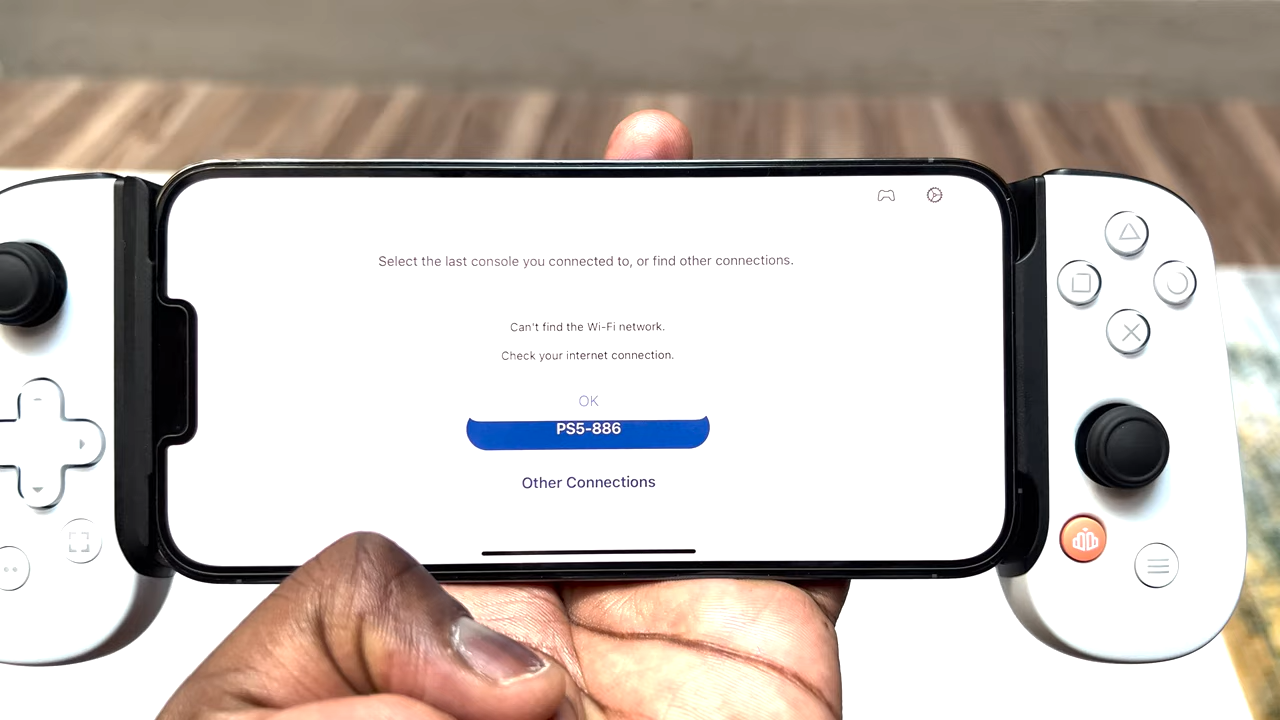 Select the last console you connected to, or find other connections.
Can't find the Wi-Fi network.
Check your internet connection.
OK
PS5-886
Other Connections